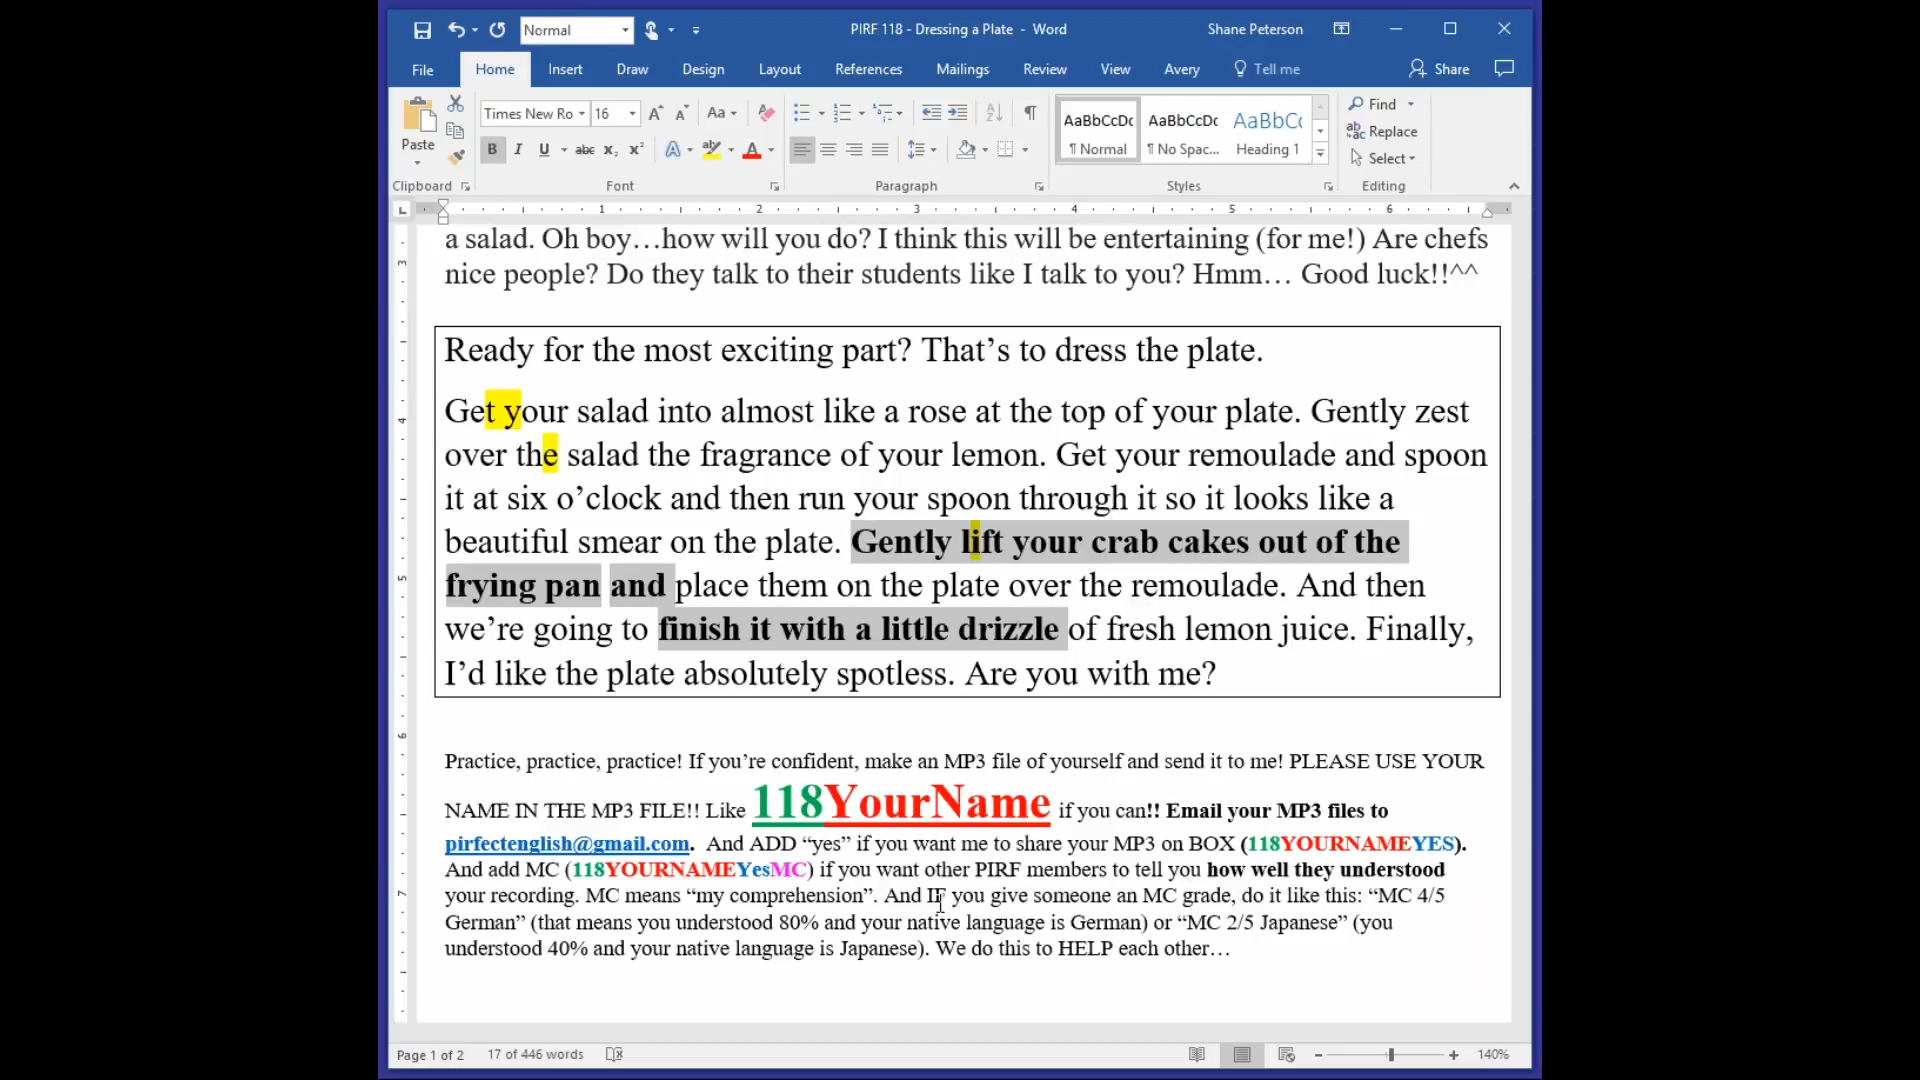 Normal
PIRF 118 - Dressing a Plate - Word
Shane Peterson
File Home Insert Draw Design Layout References Mailings Review View Avery Tell me Share
Paste
Times New Ro 16 Aa
B I U abc X₂ X² A ab A
AaBbCcDc AaBbCcDc AaBbCc
¶ Normal ¶ No Spac... Heading 1
Find
Replace
Select
Clipboard Font Paragraph Styles Editing
1 2 3 4 5 6
a salad. Oh boy…how will you do? I think this will be entertaining (for me!) Are chefs
nice people? Do they talk to their students like I talk to you? Hmm… Good luck!!^^
Ready for the most exciting part? That’s to dress the plate.
Get your salad into almost like a rose at the top of your plate. Gently zest
over the salad the fragrance of your lemon. Get your remoulade and spoon
it at six o’clock and then run your spoon through it so it looks like a
beautiful smear on the plate. Gently lift your crab cakes out of the
frying pan and place them on the plate over the remoulade. And then
we’re going to finish it with a little drizzle of fresh lemon juice. Finally,
I’d like the plate absolutely spotless. Are you with me?
Practice, practice, practice! If you’re confident, make an MP3 file of yourself and send it to me! PLEASE USE YOUR
NAME IN THE MP3 FILE!! Like 118YourName if you can!! Email your MP3 files to
pirfectenglish@gmail.com. And ADD “yes” if you want me to share your MP3 on BOX (118YOURNAMEYES).
And add MC (118YOURNAMEYesMC) if you want other PIRF members to tell you how well they understood
your recording. MC means “my comprehension”. And IF you give someone an MC grade, do it like this: “MC 4/5
German” (that means you understood 80% and your native language is German) or “MC 2/5 Japanese” (you
understood 40% and your native language is Japanese). We do this to HELP each other…
3
4
5
6
7
Page 1 of 2 17 of 446 words
140%